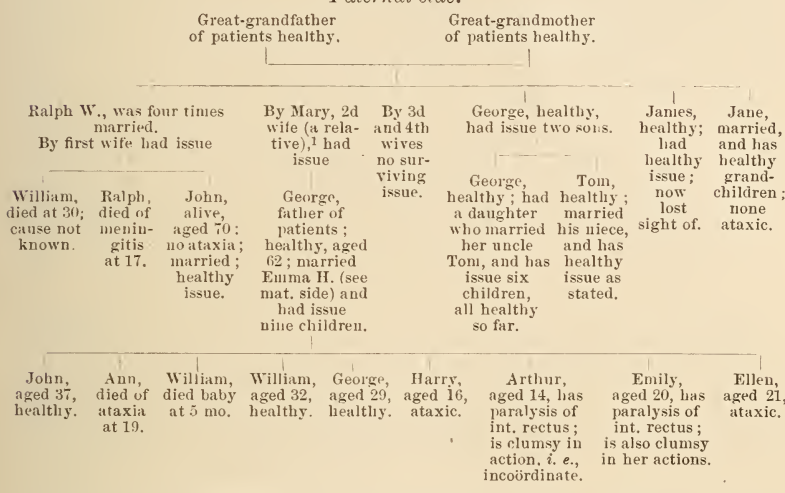 Paternal side.
Great-grandfather
of patients healthy.
Great-grandmother
of patients healthy.
Ralph W., was four times
married.
By first wife had issue
By Mary, 2d
wife (a rela-
tive),¹ had
issue
By 3d
and 4th
wives
no sur-
viving
issue.
George, healthy,
had issue two sons.
James,
healthy;
had
healthy
issue;
now
lost
sight of.
Jane,
married,
and has
healthy
grand-
children;
none
ataxic.
William,
died at 30;
cause not
known.
Ralph,
died of
menin-
gitis
at 17.
John,
alive,
aged 70;
no ataxia;
married;
healthy
issue.
George,
father of
patients;
healthy, aged
62; married
Emma H. (see
mat. side) and
had issue
nine children.
George,
healthy; had
a daughter
who married
her uncle
Tom, and has
issue six
children,
all healthy
so far.
Tom,
healthy;
married
his niece,
and has
healthy
issue as
stated.
John,
aged 37,
healthy.
Ann,
died of
ataxia
at 19.
William,
died baby
at 5 mo.
William,
aged 32,
healthy.
George,
aged 29,
healthy.
Harry,
aged 16,
ataxic.
Arthur,
aged 14, has
paralysis of
int. rectus;
is clumsy in
action, i. e.,
incoördinate.
Emily,
aged 20, has
paralysis of
int. rectus;
is also clumsy
in her actions.
Ellen,
aged 21,
ataxic.